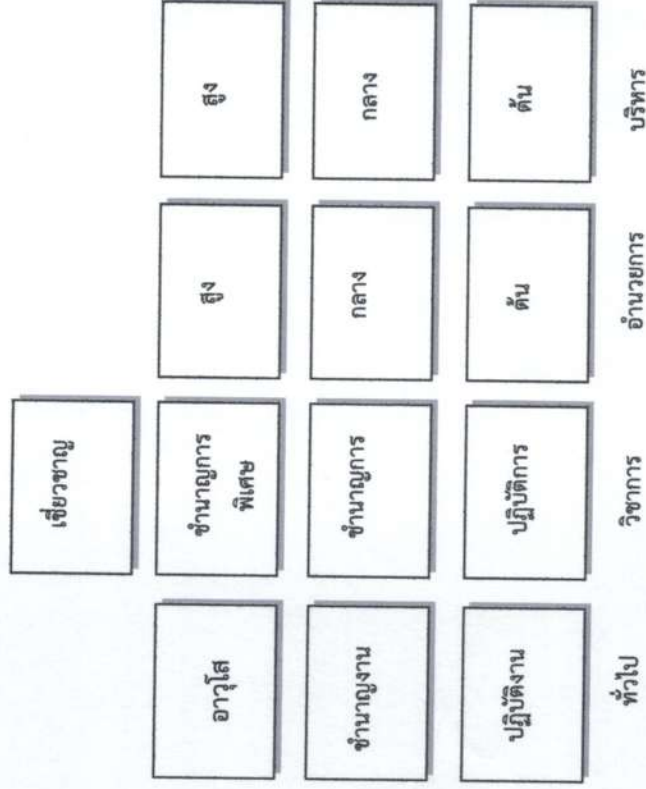 เชี่ยวชาญ
อาวุโส
ชำนาญการ
พิเศษ
สูง
สูง
ชำนาญงาน
ชำนาญการ
กลาง
กลาง
ปฏิบัติงาน
ปฏิบัติการ
ต้น
ต้น
ทั่วไป
วิชาการ
อำนวยการ
บริหาร